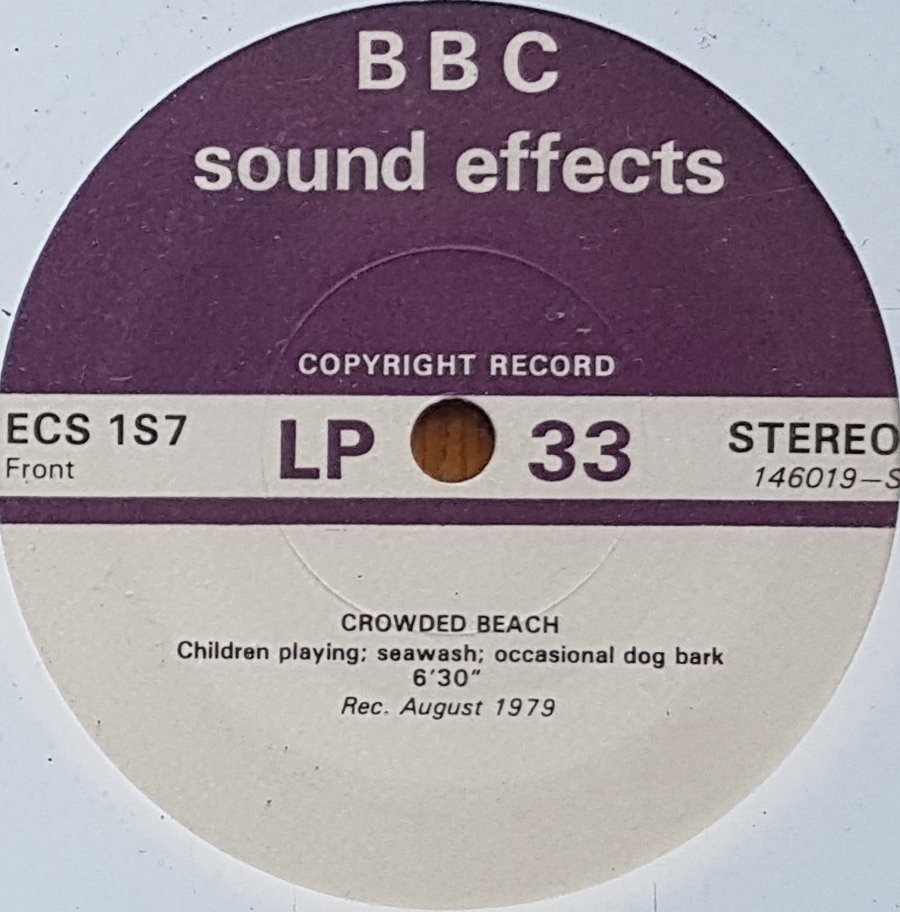 BBC
sound effects
COPYRIGHT RECORD
ECS 1S7
Front
LP 33
STEREO
146019—S
CROWDED BEACH
Children playing; seawash; occasional dog bark
6'30"
Rec. August 1979